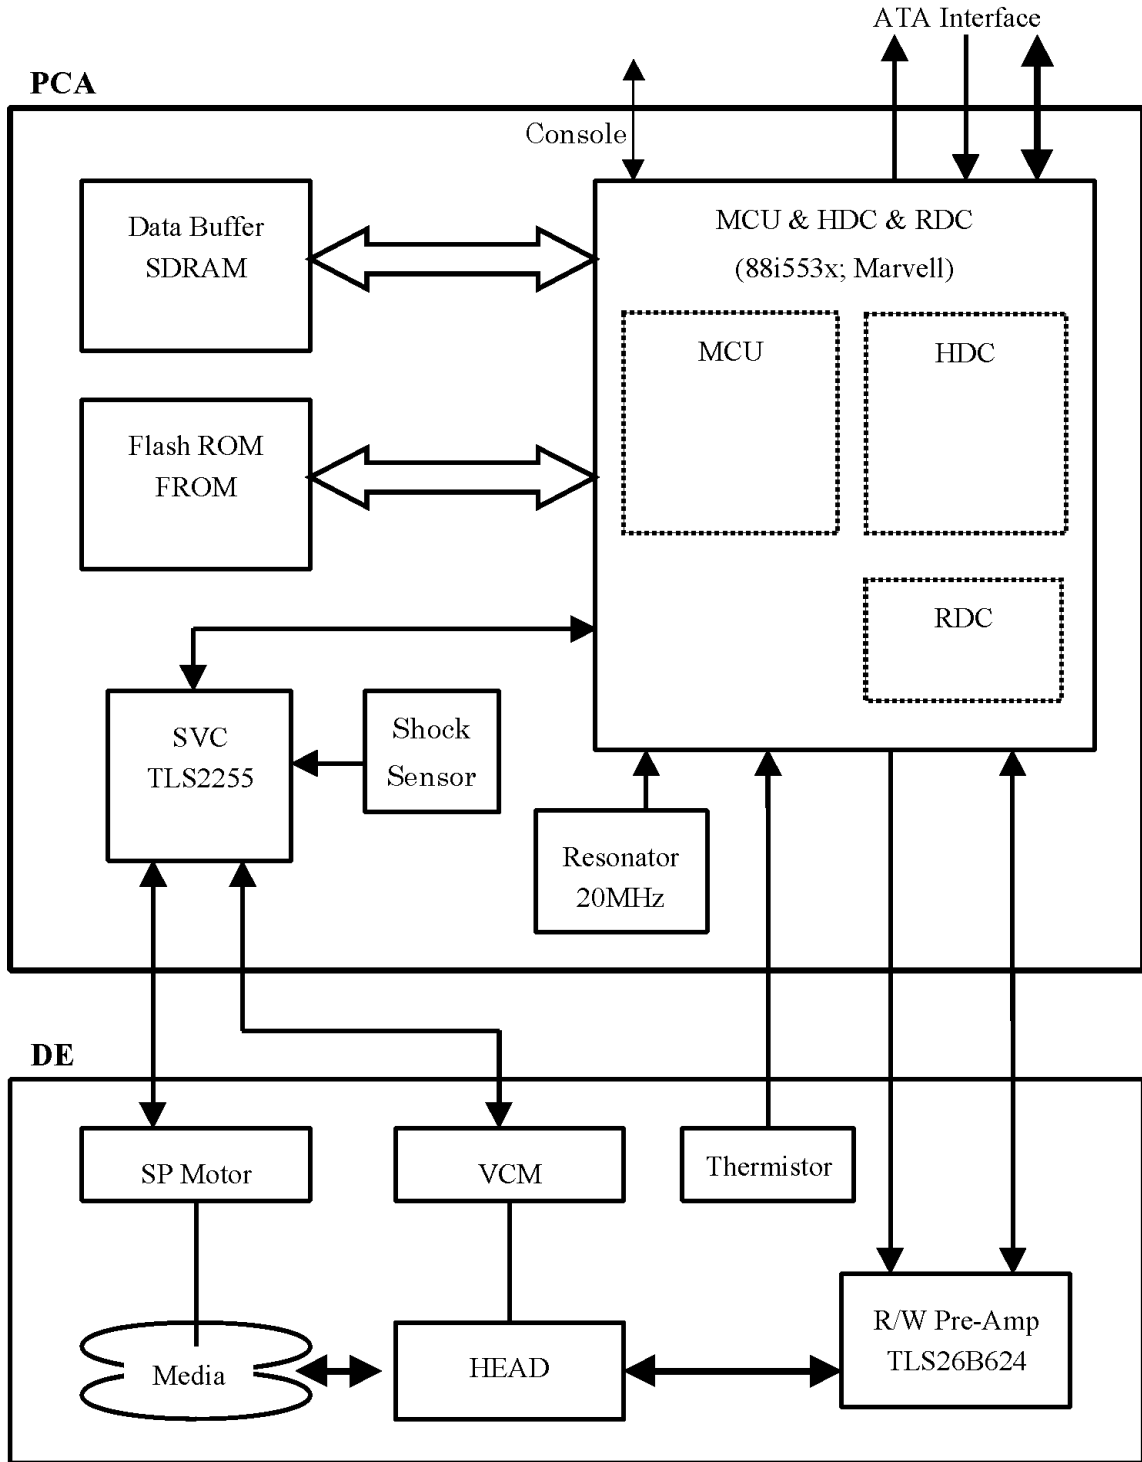 ATA Interface
PCA
Console
Data Buffer
SDRAM
MCU & HDC & RDC
(88i553x; Marvell)
MCU
HDC
Flash ROM
FROM
RDC
SVC
TLS2255
Shock
Sensor
Resonator
20MHz
DE
SP Motor
VCM
Thermistor
Media
HEAD
R/W Pre-Amp
TLS26B624